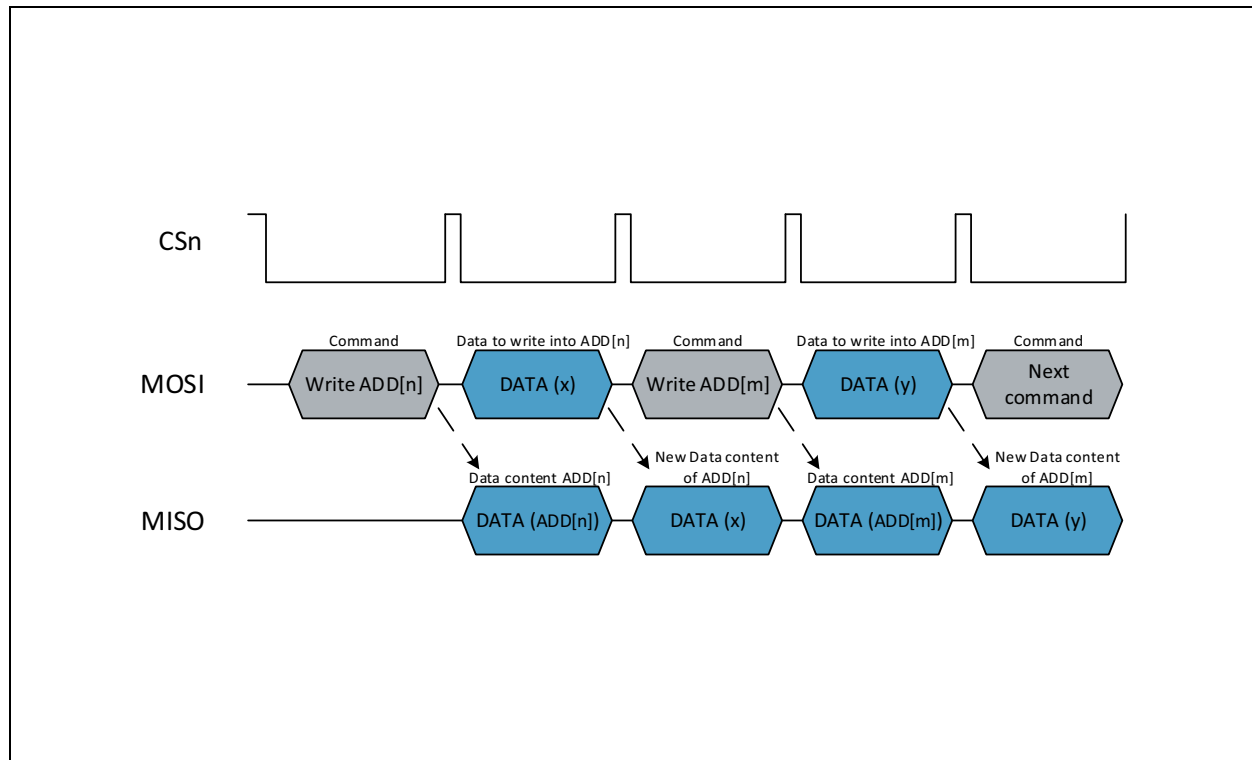 CSn
Command
Data to write into ADD[n]
Command
Data to write into ADD[m]
Command
MOSI
Write ADD[n]
DATA (x)
Write ADD[m]
DATA (y)
Next
command
Data content ADD[n]
New Data content
of ADD[n]
Data content ADD[m]
New Data content
of ADD[m]
MISO
DATA (ADD[n])
DATA (x)
DATA (ADD[m])
DATA (y)